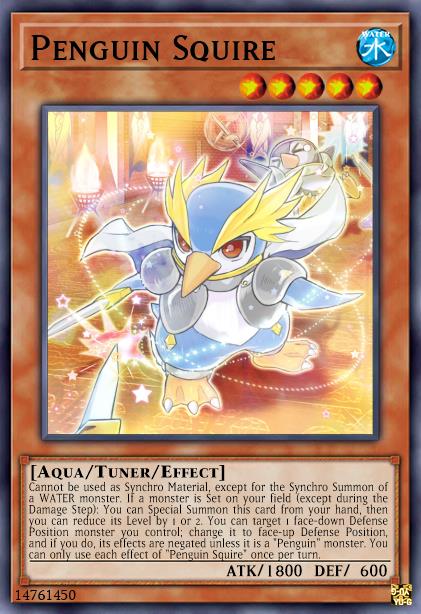 PENGUIN SQUIRE
WATER
水
[AQUA/TUNER/EFFECT]
Cannot be used as Synchro Material, except for the Synchro Summon of
a WATER monster. If a monster is Set on your field (except during the
Damage Step): You can Special Summon this card from your hand, then
you can reduce its Level by 1 or 2. You can target 1 face-down Defense
Position monster you control; change it to face-up Defense Position,
and if you do, its effects are negated unless it is a "Penguin" monster. You
can only use each effect of "Penguin Squire" once per turn.
ATK/1800 DEF/ 600
14761450